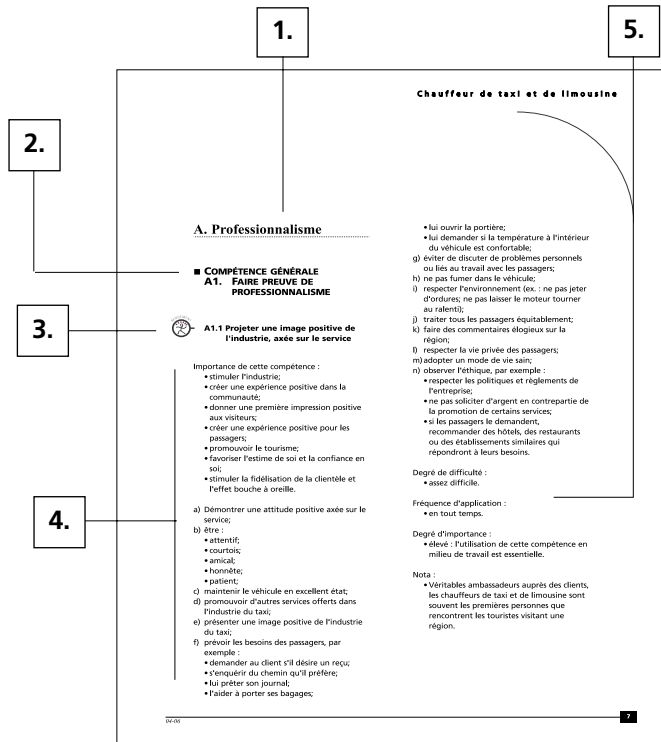 1.
5.
Chauffeur de taxi et de limousine
2.
A. Professionnalisme
■ COMPÉTENCE GÉNÉRALE
A1. FAIRE PREUVE DE
PROFESSIONNALISME
3.
A1.1 Projeter une image positive de
l'industrie, axée sur le service
Importance de cette compétence :
• stimuler l'industrie;
• créer une expérience positive dans la
communauté;
• donner une première impression positive
aux visiteurs;
• créer une expérience positive pour les
passagers;
• promouvoir le tourisme;
• favoriser l'estime de soi et la confiance en
soi;
• stimuler la fidélisation de la clientèle et
l'effet bouche à oreille.
4.
a) Démontrer une attitude positive axée sur le
service;
b) être :
• attentif;
• courtois;
• amical;
• honnête;
• patient;
c) maintenir le véhicule en excellent état;
d) promouvoir d'autres services offerts dans
l'industrie du taxi;
e) présenter une image positive de l'industrie
du taxi;
f) prévoir les besoins des passagers, par
exemple :
• demander au client s'il désire un reçu;
• s'enquérir du chemin qu'il préfère;
• lui prêter son journal;
• l'aider à porter ses bagages;
• lui ouvrir la portière;
• lui demander si la température à l'intérieur
du véhicule est confortable;
g) éviter de discuter de problèmes personnels
ou liés au travail avec les passagers;
h) ne pas fumer dans le véhicule;
i) respecter l'environnement (ex. : ne pas jeter
d'ordures; ne pas laisser le moteur tourner
au ralenti);
j) traiter tous les passagers équitablement;
k) faire des commentaires élogieux sur la
région;
l) respecter la vie privée des passagers;
m) adopter un mode de vie sain;
n) observer l'éthique, par exemple :
• respecter les politiques et règlements de
l'entreprise;
• ne pas soliciter d'argent en contrepartie de
la promotion de certains services;
• si les passagers le demandent,
recommander des hôtels, des restaurants
ou des établissements similaires qui
répondront à leurs besoins.
Degré de difficulté :
• assez difficile.
Fréquence d'application :
• en tout temps.
Degré d'importance :
• élevé : l'utilisation de cette compétence en
milieu de travail est essentielle.
Nota :
• Véritables ambassadeurs auprès des clients,
les chauffeurs de taxi et de limousine sont
souvent les premières personnes que
rencontrent les touristes visitant une
région.
04-06
7